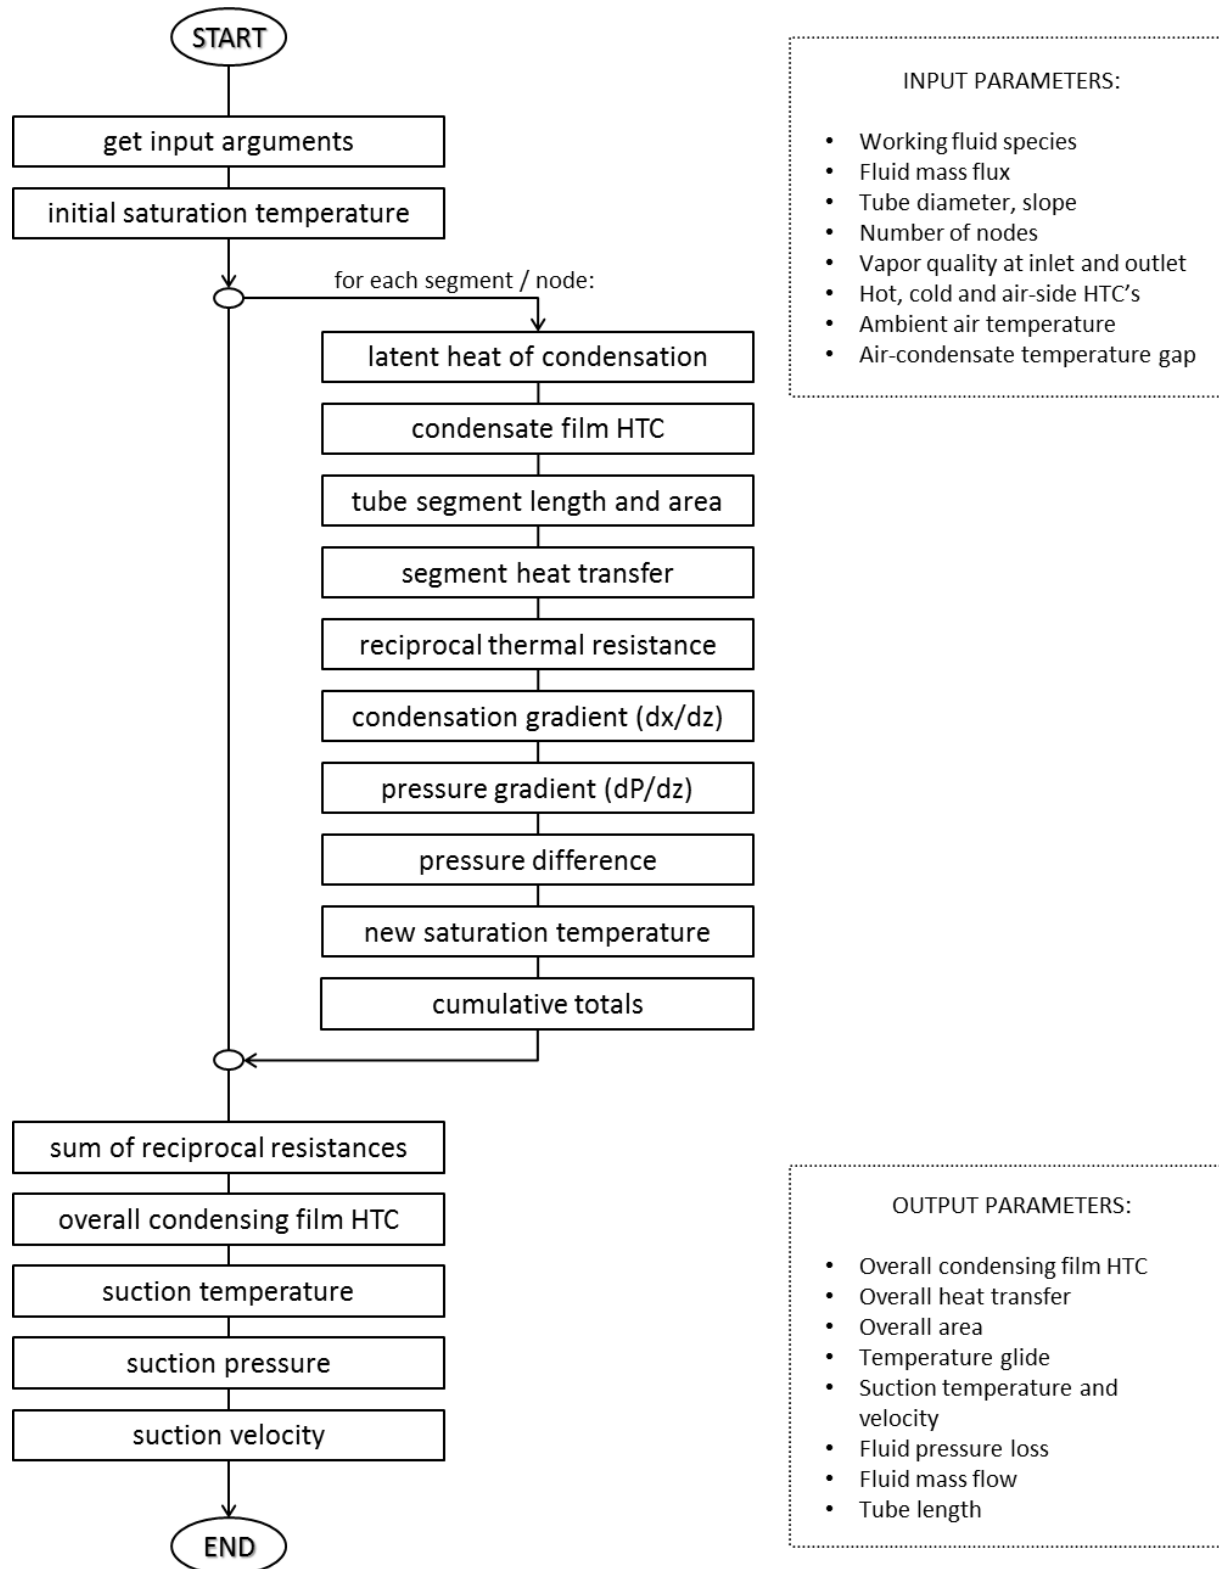 START
get input arguments
initial saturation temperature
for each segment / node:
latent heat of condensation
condensate film HTC
tube segment length and area
segment heat transfer
reciprocal thermal resistance
condensation gradient (dx/dz)
pressure gradient (dP/dz)
pressure difference
new saturation temperature
cumulative totals
sum of reciprocal resistances
overall condensing film HTC
suction temperature
suction pressure
suction velocity
END
INPUT PARAMETERS:
• Working fluid species
• Fluid mass flux
• Tube diameter, slope
• Number of nodes
• Vapor quality at inlet and outlet
• Hot, cold and air-side HTC’s
• Ambient air temperature
• Air-condensate temperature gap
OUTPUT PARAMETERS:
• Overall condensing film HTC
• Overall heat transfer
• Overall area
• Temperature glide
• Suction temperature and
velocity
• Fluid pressure loss
• Fluid mass flow
• Tube length